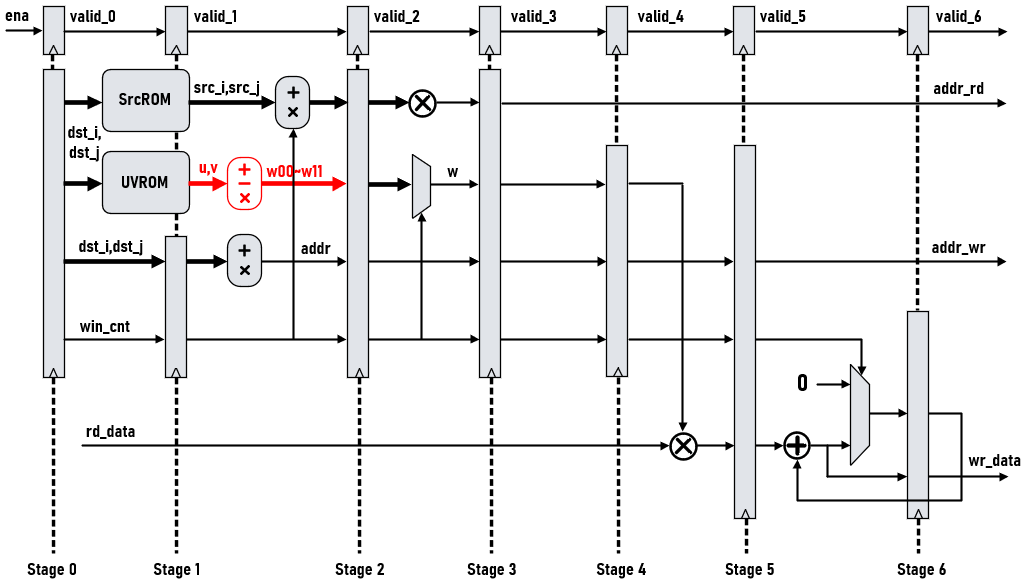 ena
valid_0
valid_1
valid_2
valid_3
valid_4
valid_5
valid_6
SrcROM
src_i,src_j
+
×
addr_rd
dst_i,
dst_j
UVROM
u,v
+
−
×
w00~w11
w
dst_i,dst_j
+
×
addr
addr_wr
win_cnt
0
rd_data
wr_data
Stage 0
Stage 1
Stage 2
Stage 3
Stage 4
Stage 5
Stage 6